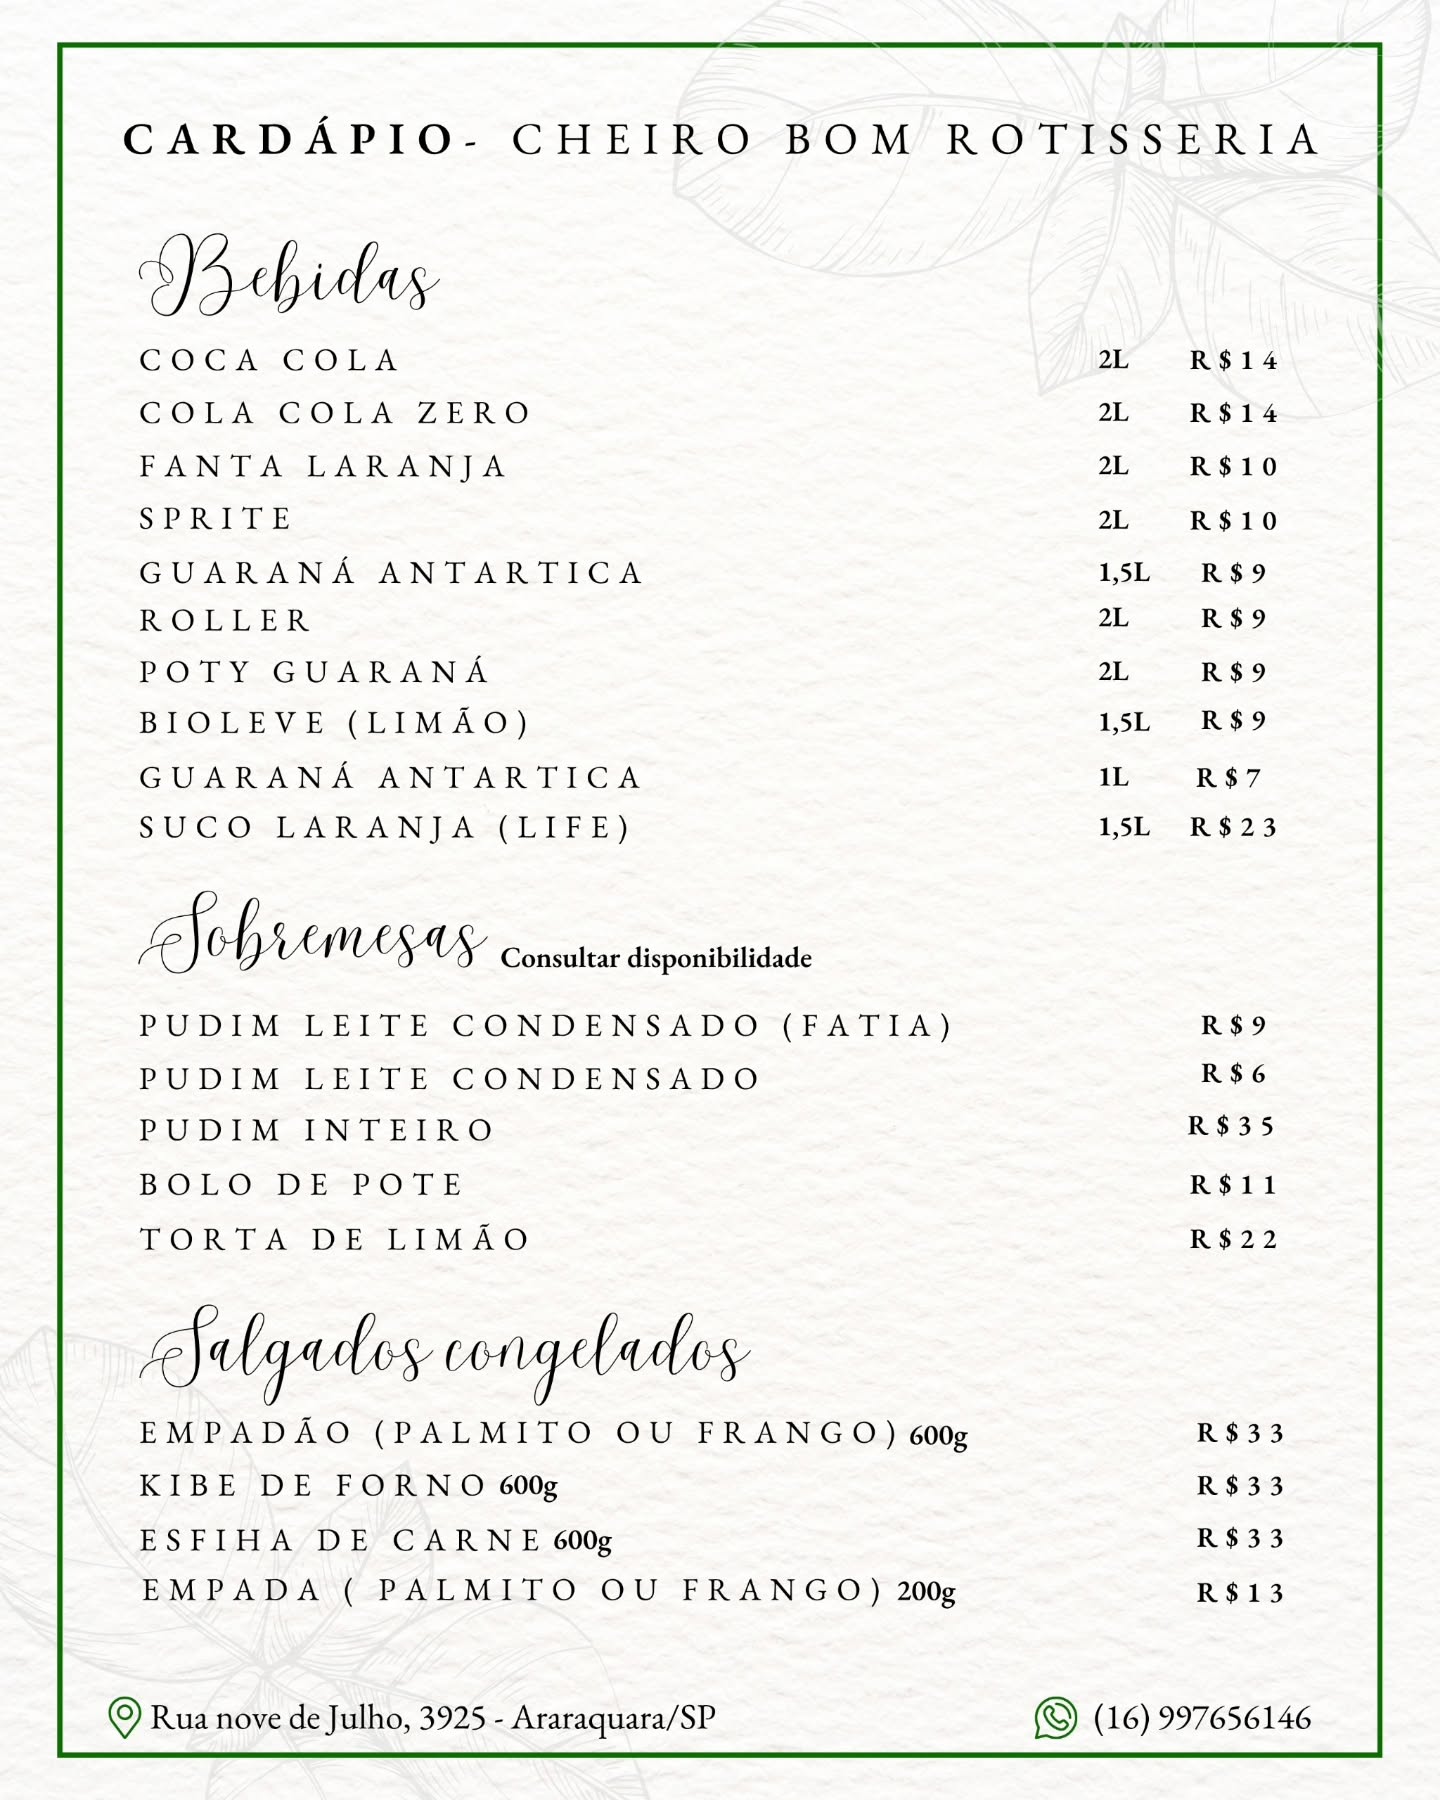 CARDÁPIO- CHEIRO BOM ROTISSERIA
Bebidas
COCA COLA 2L R$14
COLA COLA ZERO 2L R$14
FANTA LARANJA 2L R$10
SPRITE 2L R$10
GUARANÁ ANTARTICA 1,5L R$9
ROLLER 2L R$9
POTY GUARANÁ 2L R$9
BIOLEVE (LIMÃO) 1,5L R$9
GUARANÁ ANTARTICA 1L R$7
SUCO LARANJA (LIFE) 1,5L R$23
Sobremesas Consultar disponibilidade
PUDIM LEITE CONDENSADO (FATIA) R$9
PUDIM LEITE CONDENSADO R$6
PUDIM INTEIRO R$35
BOLO DE POTE R$11
TORTA DE LIMÃO R$22
Salgados congelados
EMPADÃO (PALMITO OU FRANGO) 600g R$33
KIBE DE FORNO 600g R$33
ESFIHA DE CARNE 600g R$33
EMPADA ( PALMITO OU FRANGO) 200g R$13
Rua nove de Julho, 3925 - Araraquara/SP (16) 997656146